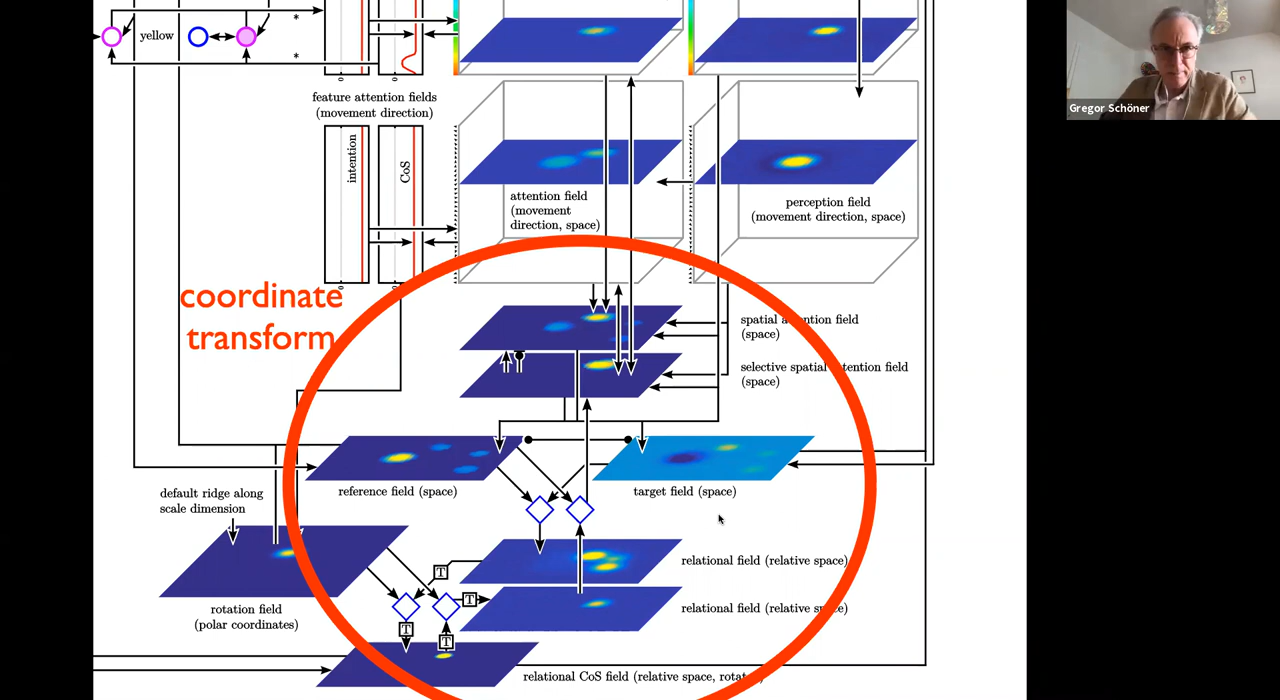 yellow
*
*
Gregor Schöner
feature attention fields
(movement direction)
0
0
intention
CoS
attention field
(movement
direction, space)
perception field
(movement direction, space)
coordinate
transform
spatial attention field
(space)
selective spatial attention field
(space)
reference field (space)
target field (space)
default ridge along
scale dimension
T
relational field (relative space)
T
relational field (relative space)
rotation field
(polar coordinates)
T
T
relational CoS field (relative space,